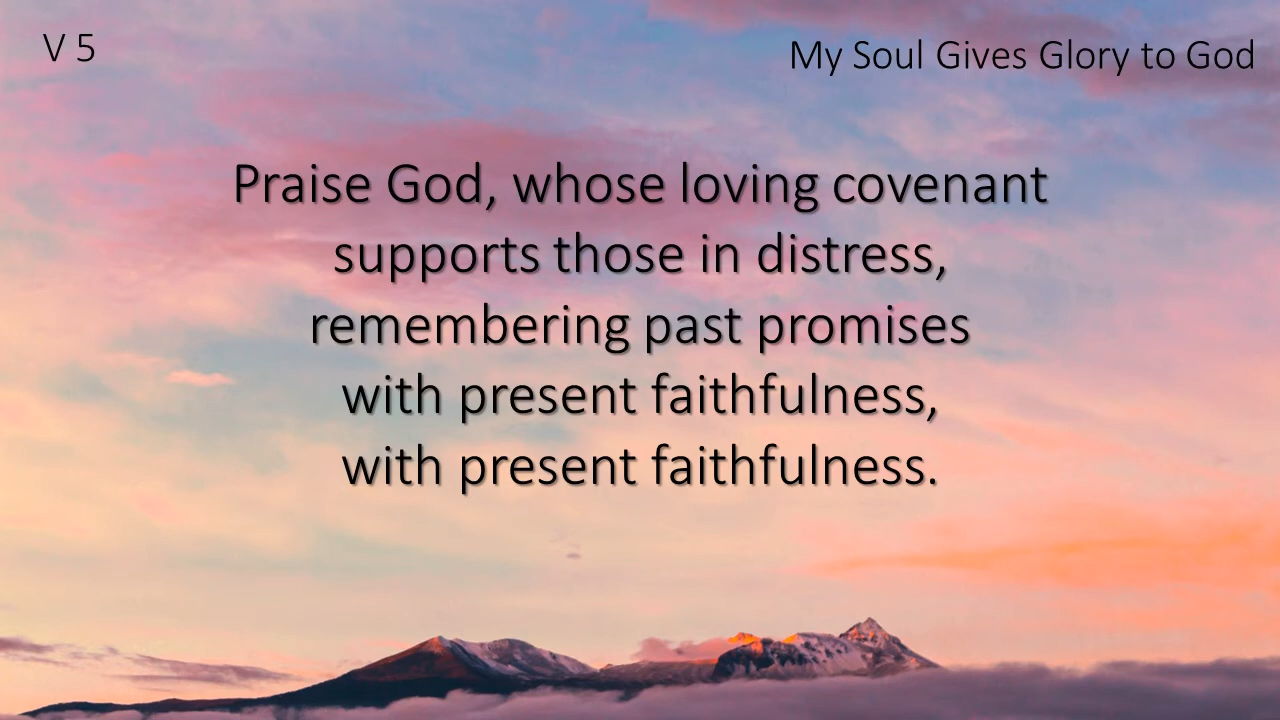 V 5
My Soul Gives Glory to God
Praise God, whose loving covenant
supports those in distress,
remembering past promises
with present faithfulness,
with present faithfulness.